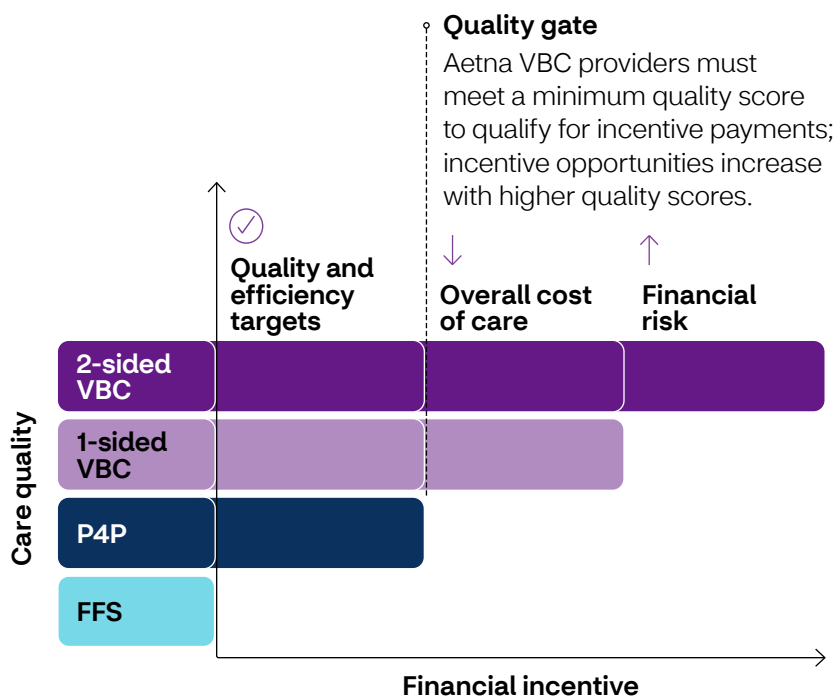 Quality gate
Aetna VBC providers must
meet a minimum quality score
to qualify for incentive payments;
incentive opportunities increase
with higher quality scores.
Quality and
efficiency
targets
Overall cost
of care
Financial
risk
2-sided
VBC
1-sided
VBC
P4P
FFS
Care quality
Financial incentive